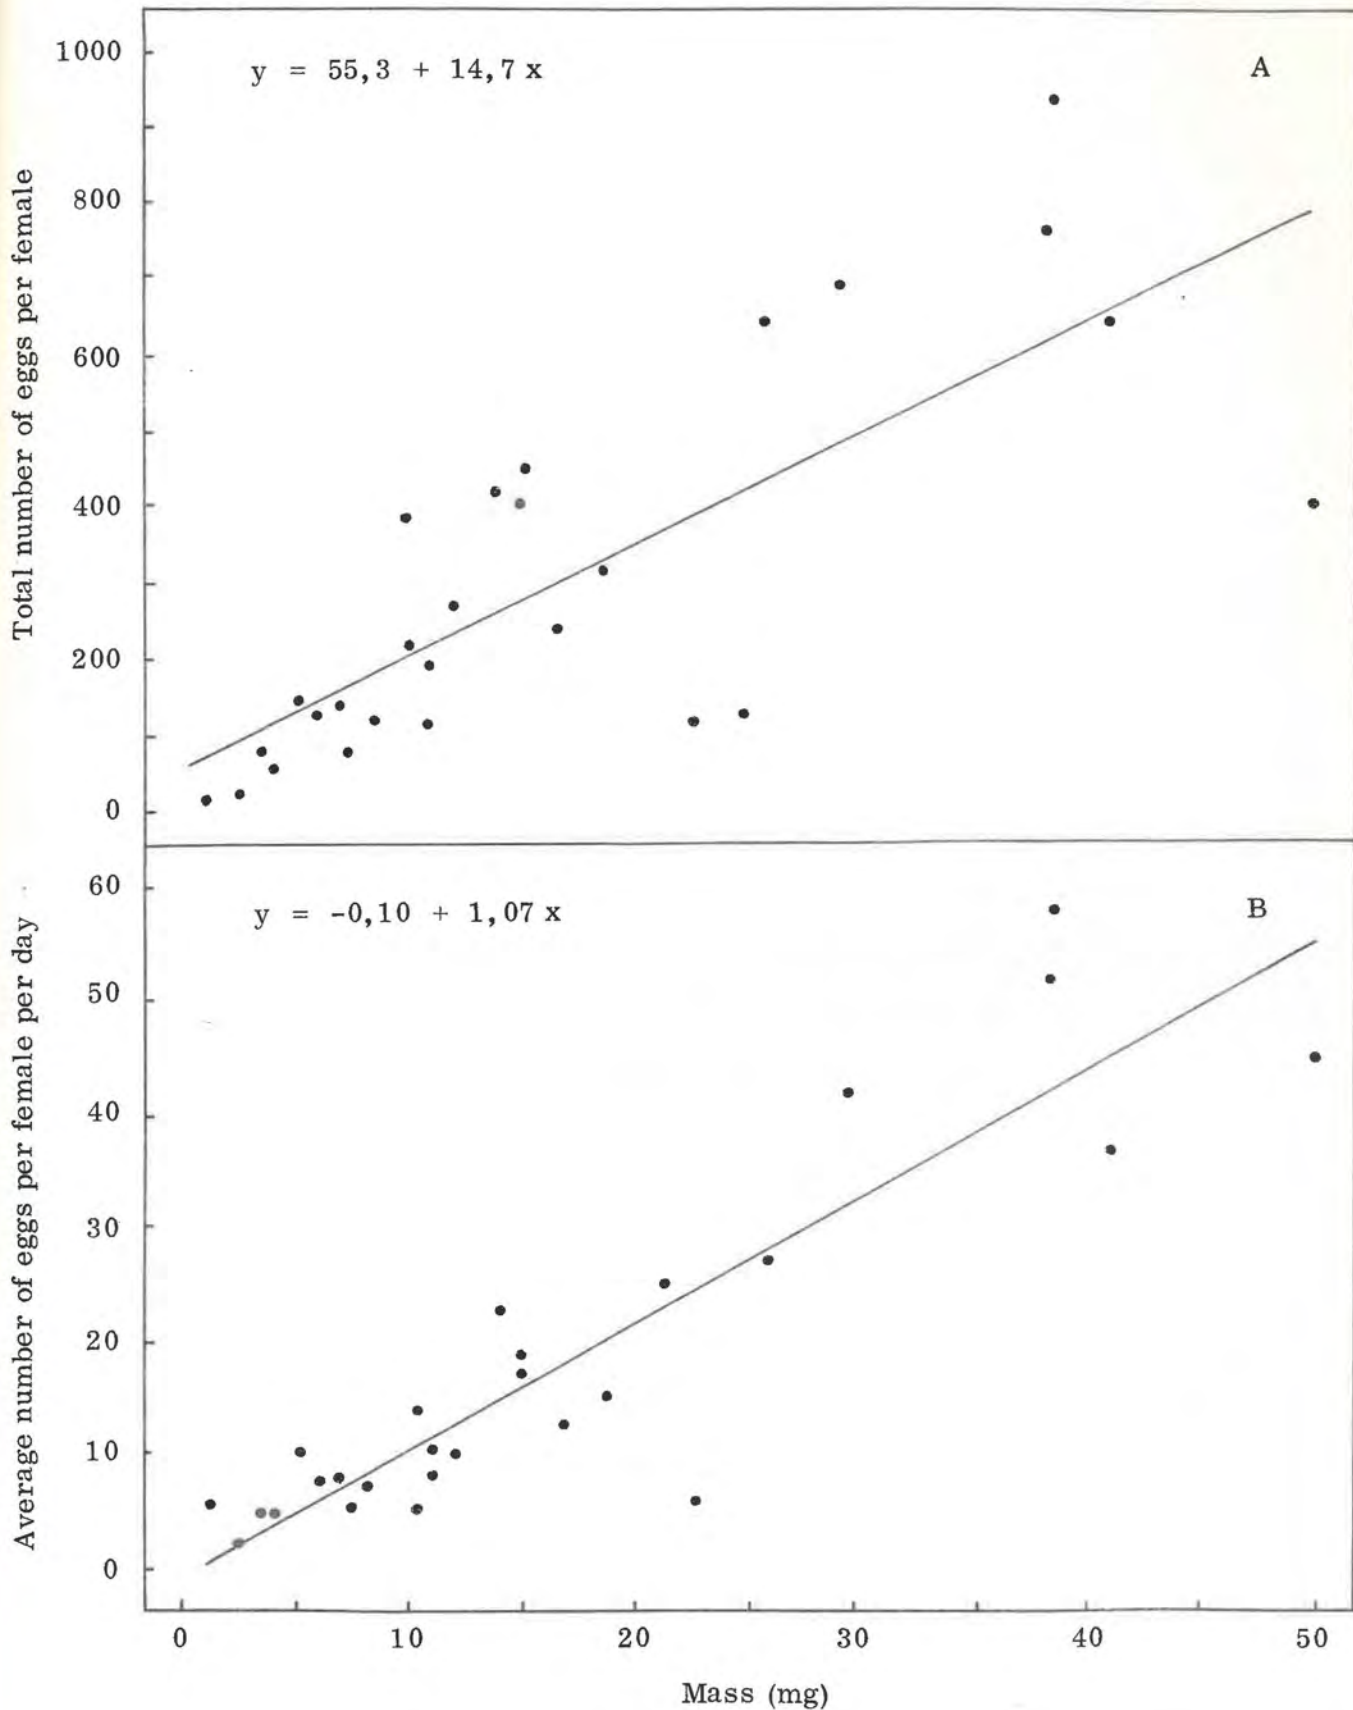 1000
y = 55,3 + 14,7 x
A
800
600
400
200
0
Total number of eggs per female
60
y = -0,10 + 1,07 x
B
50
40
30
20
10
0
Average number of eggs per female per day
0 10 20 30 40 50
Mass (mg)